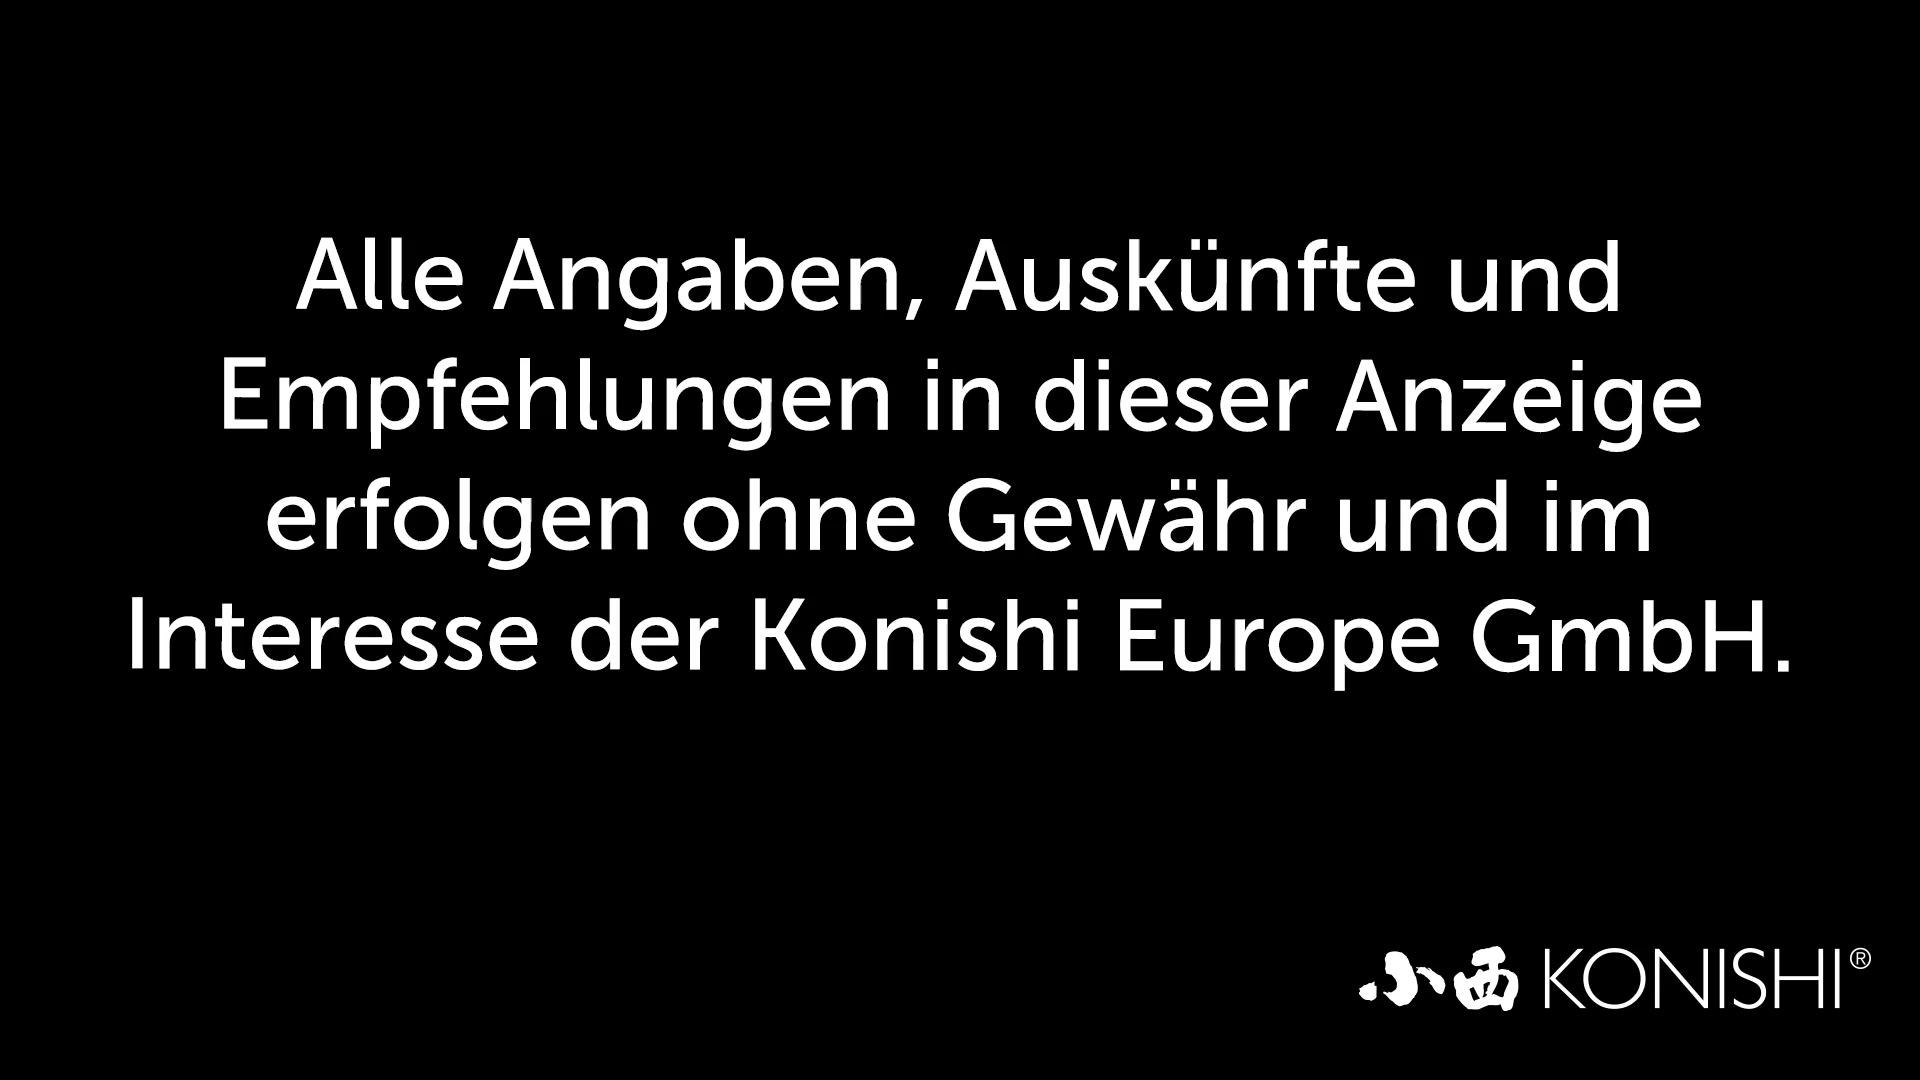 Alle Angaben, Auskünfte und
Empfehlungen in dieser Anzeige
erfolgen ohne Gewähr und im
Interesse der Konishi Europe GmbH.
小西 KONISHI®